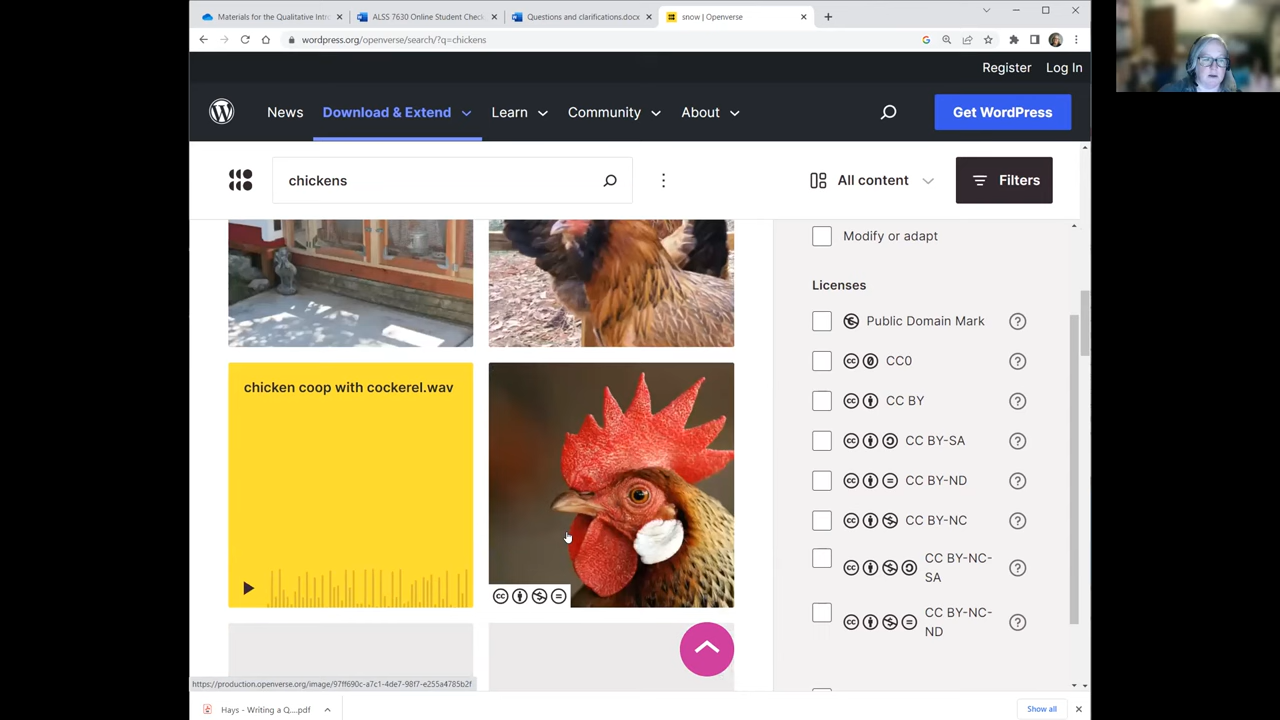 Materials for the Qualitative Intr
ALSS 7630 Online Student Check
Questions and clarifications.docx
snow | Openverse
wordpress.org/openverse/search/?q=chickens
Register
Log In
News
Download & Extend
Learn
Community
About
Get WordPress
chickens
All content
Filters
Modify or adapt
Licenses
Public Domain Mark
CC0
CC BY
CC BY-SA
CC BY-ND
CC BY-NC
CC BY-NC-
SA
CC BY-NC-
ND
chicken coop with cockerel.wav
https://production.openverse.org/image/97ff690c-a7c1-4de7-98f7-e255a4785b2f
Hays - Writing a Q....pdf
Show all